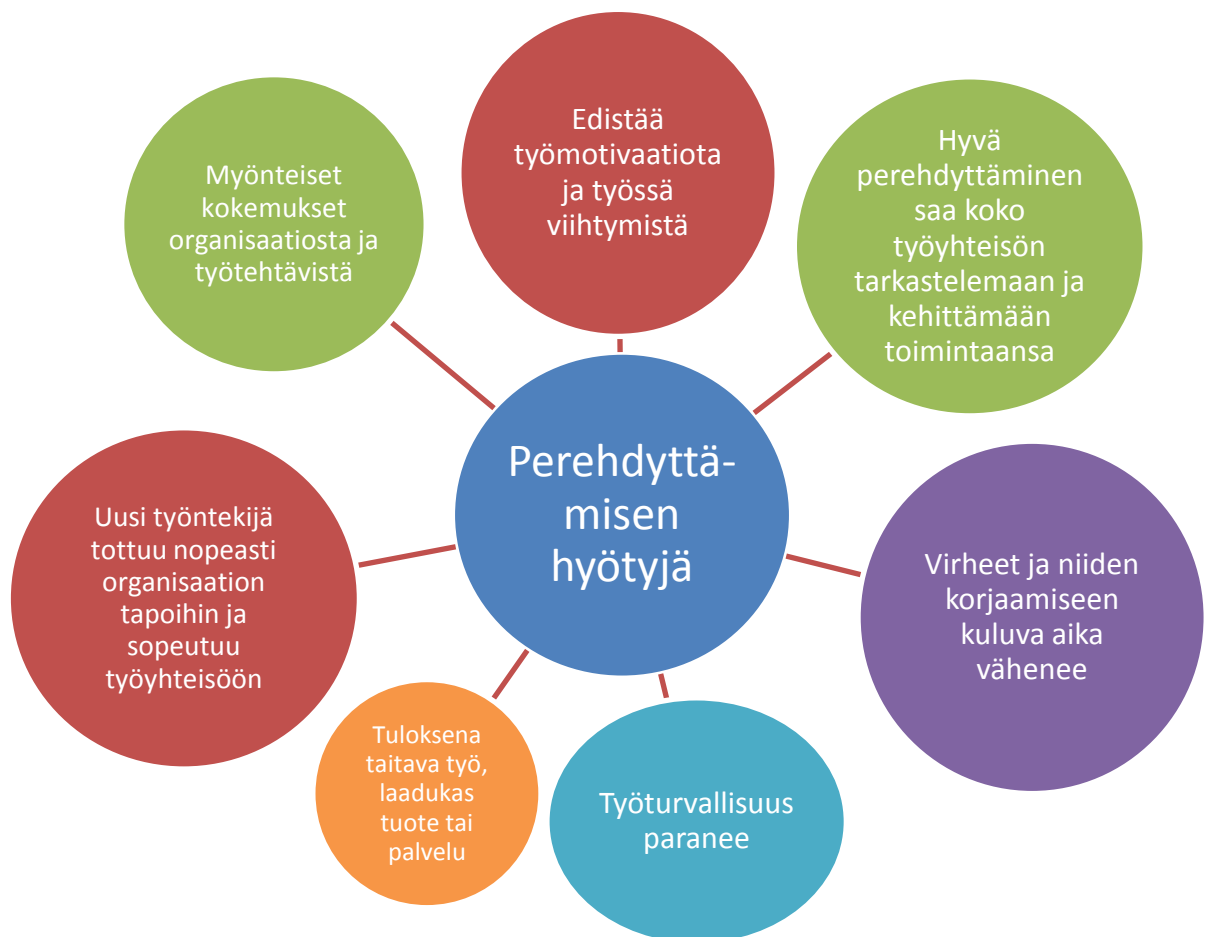 Edistää
työmotivaatiota
ja työssä
viihtymistä
Hyvä
perehdyttäminen
saa koko
työyhteisön
tarkastelemaan ja
kehittämään
toimintaansa
Virheet ja niiden
korjaamiseen
kuluva aika
vähenee
Työturvallisuus
paranee
Tuloksena
taitava työ,
laadukas
tuote tai
palvelu
Uusi työntekijä
tottuu nopeasti
organisaation
tapoihin ja
sopeutuu
työyhteisöön
Myönteiset
kokemukset
organisaatiosta ja
työtehtävistä
Perehdyttä-
misen
hyötyjä